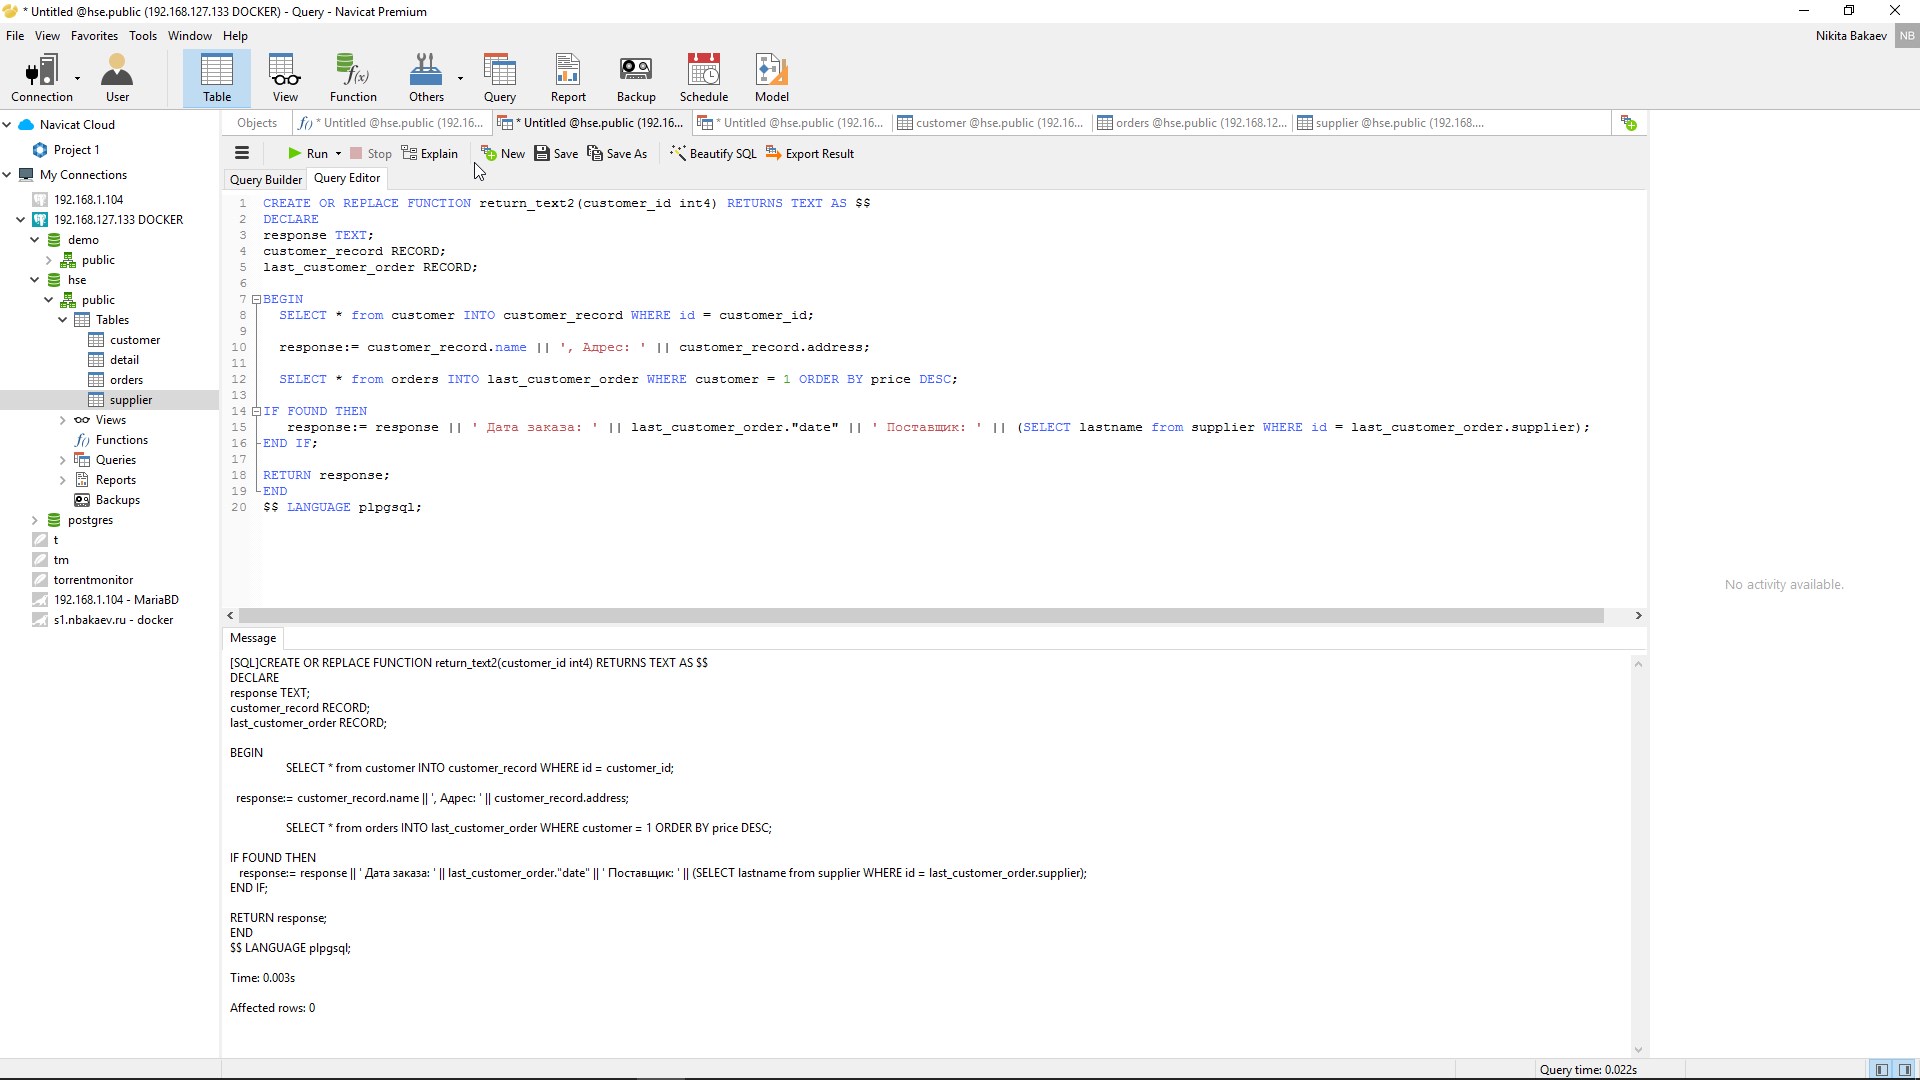 * Untitled @hse.public (192.168.127.133 DOCKER) - Query - Navicat Premium
File View Favorites Tools Window Help
Nikita Bakaev NB
Connection User Table View Function Others Query Report Backup Schedule Model
Navicat Cloud
Project 1
My Connections
192.168.1.104
192.168.127.133 DOCKER
demo
public
hse
public
Tables
customer
detail
orders
supplier
Views
Functions
Queries
Reports
Backups
postgres
t
tm
torrentmonitor
192.168.1.104 - MariaBD
s1.nbakaev.ru - docker
Objects * Untitled @hse.public (192.16... * Untitled @hse.public (192.16... * Untitled @hse.public (192.16... customer @hse.public (192.16... orders @hse.public (192.168.12... supplier @hse.public (192.168....
Run Stop Explain New Save Save As Beautify SQL Export Result
Query Builder Query Editor
1 CREATE OR REPLACE FUNCTION return_text2(customer_id int4) RETURNS TEXT AS $$
2 DECLARE
3 response TEXT;
4 customer_record RECORD;
5 last_customer_order RECORD;
6
7 BEGIN
8 SELECT * from customer INTO customer_record WHERE id = customer_id;
9
10 response:= customer_record.name || ', Адрес: ' || customer_record.address;
11
12 SELECT * from orders INTO last_customer_order WHERE customer = 1 ORDER BY price DESC;
13
14 IF FOUND THEN
15 response:= response || ' Дата заказа: ' || last_customer_order."date" || ' Поставщик: ' || (SELECT lastname from supplier WHERE id = last_customer_order.supplier);
16 END IF;
17
18 RETURN response;
19 END
20 $$ LANGUAGE plpgsql;
No activity available.
Message
[SQL]CREATE OR REPLACE FUNCTION return_text2(customer_id int4) RETURNS TEXT AS $$
DECLARE
response TEXT;
customer_record RECORD;
last_customer_order RECORD;
BEGIN
SELECT * from customer INTO customer_record WHERE id = customer_id;
response:= customer_record.name || ', Адрес: ' || customer_record.address;
SELECT * from orders INTO last_customer_order WHERE customer = 1 ORDER BY price DESC;
IF FOUND THEN
response:= response || ' Дата заказа: ' || last_customer_order."date" || ' Поставщик: ' || (SELECT lastname from supplier WHERE id = last_customer_order.supplier);
END IF;
RETURN response;
END
$$ LANGUAGE plpgsql;
Time: 0.003s
Affected rows: 0
Query time: 0.022s